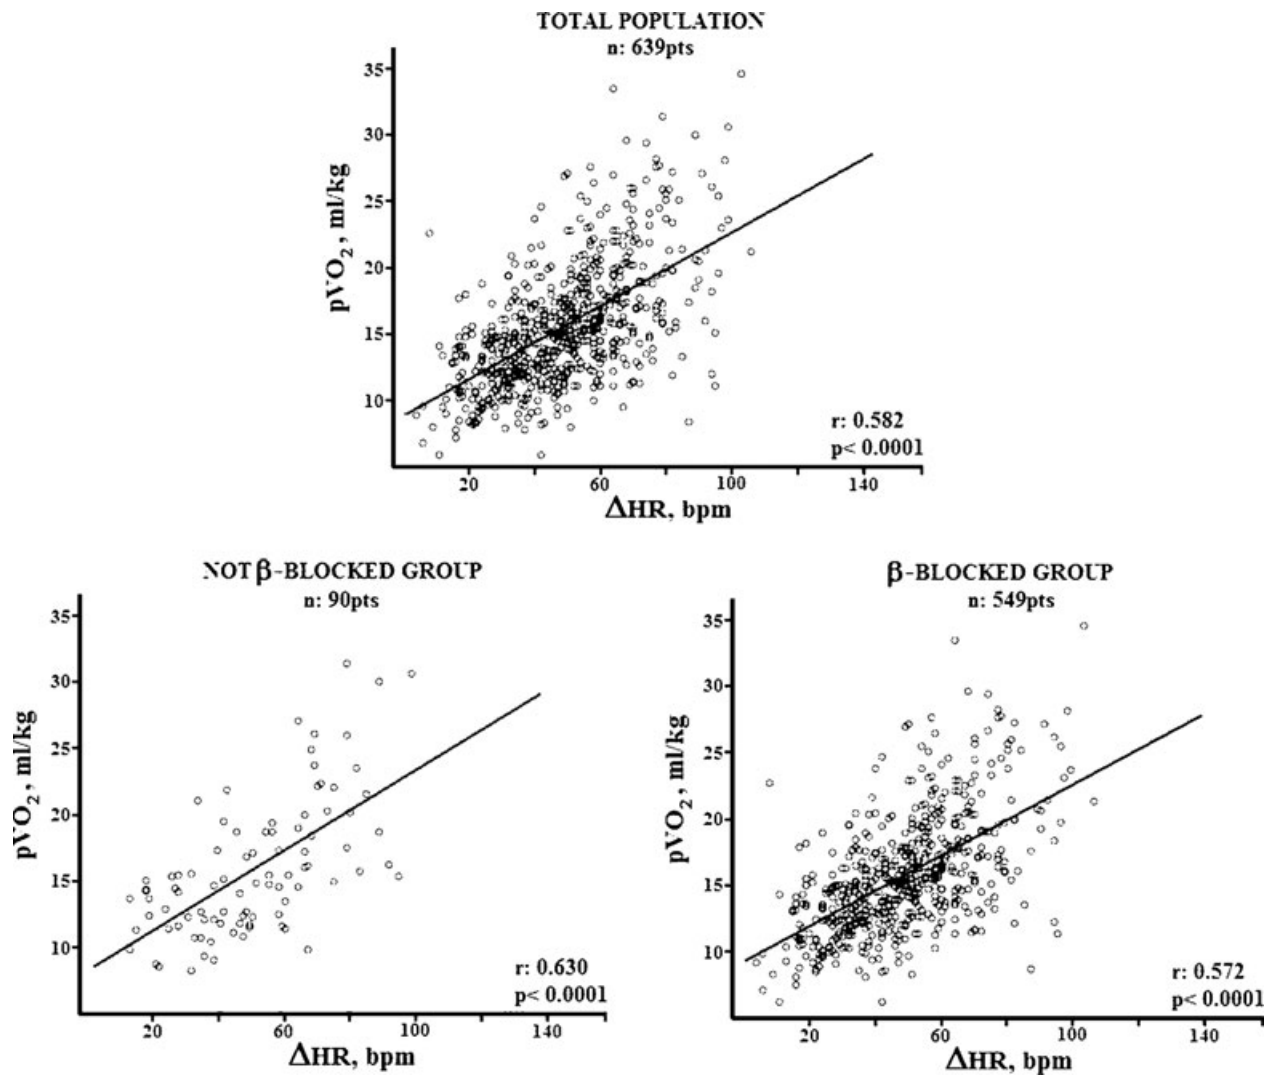 TOTAL POPULATION
n: 639pts
35
30
25
20
15
10
pVO2, ml/kg
r: 0.582
p< 0.0001
20 60 100 140
ΔHR, bpm
NOT β-BLOCKED GROUP
n: 90pts
35
30
25
20
15
10
pVO2, ml/kg
r: 0.630
p< 0.0001
20 60 100 140
ΔHR, bpm
β-BLOCKED GROUP
n: 549pts
35
30
25
20
15
10
pVO2, ml/kg
r: 0.572
p< 0.0001
20 60 100 140
ΔHR, bpm